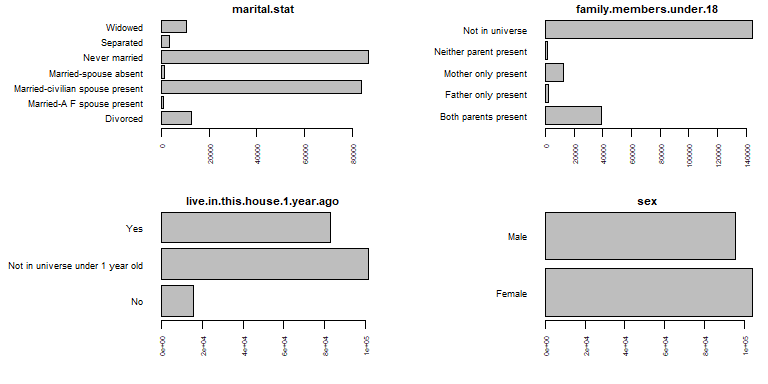 marital.stat
Widowed
Separated
Never married
Married-spouse absent
Married-civilian spouse present
Married-A F spouse present
Divorced
0
20000
40000
60000
80000
family.members.under.18
Not in universe
Neither parent present
Mother only present
Father only present
Both parents present
0
20000
40000
60000
80000
100000
120000
140000
live.in.this.house.1.year.ago
Yes
Not in universe under 1 year old
No
0e+00
2e+04
4e+04
6e+04
8e+04
1e+05
sex
Male
Female
0e+00
2e+04
4e+04
6e+04
8e+04
1e+05